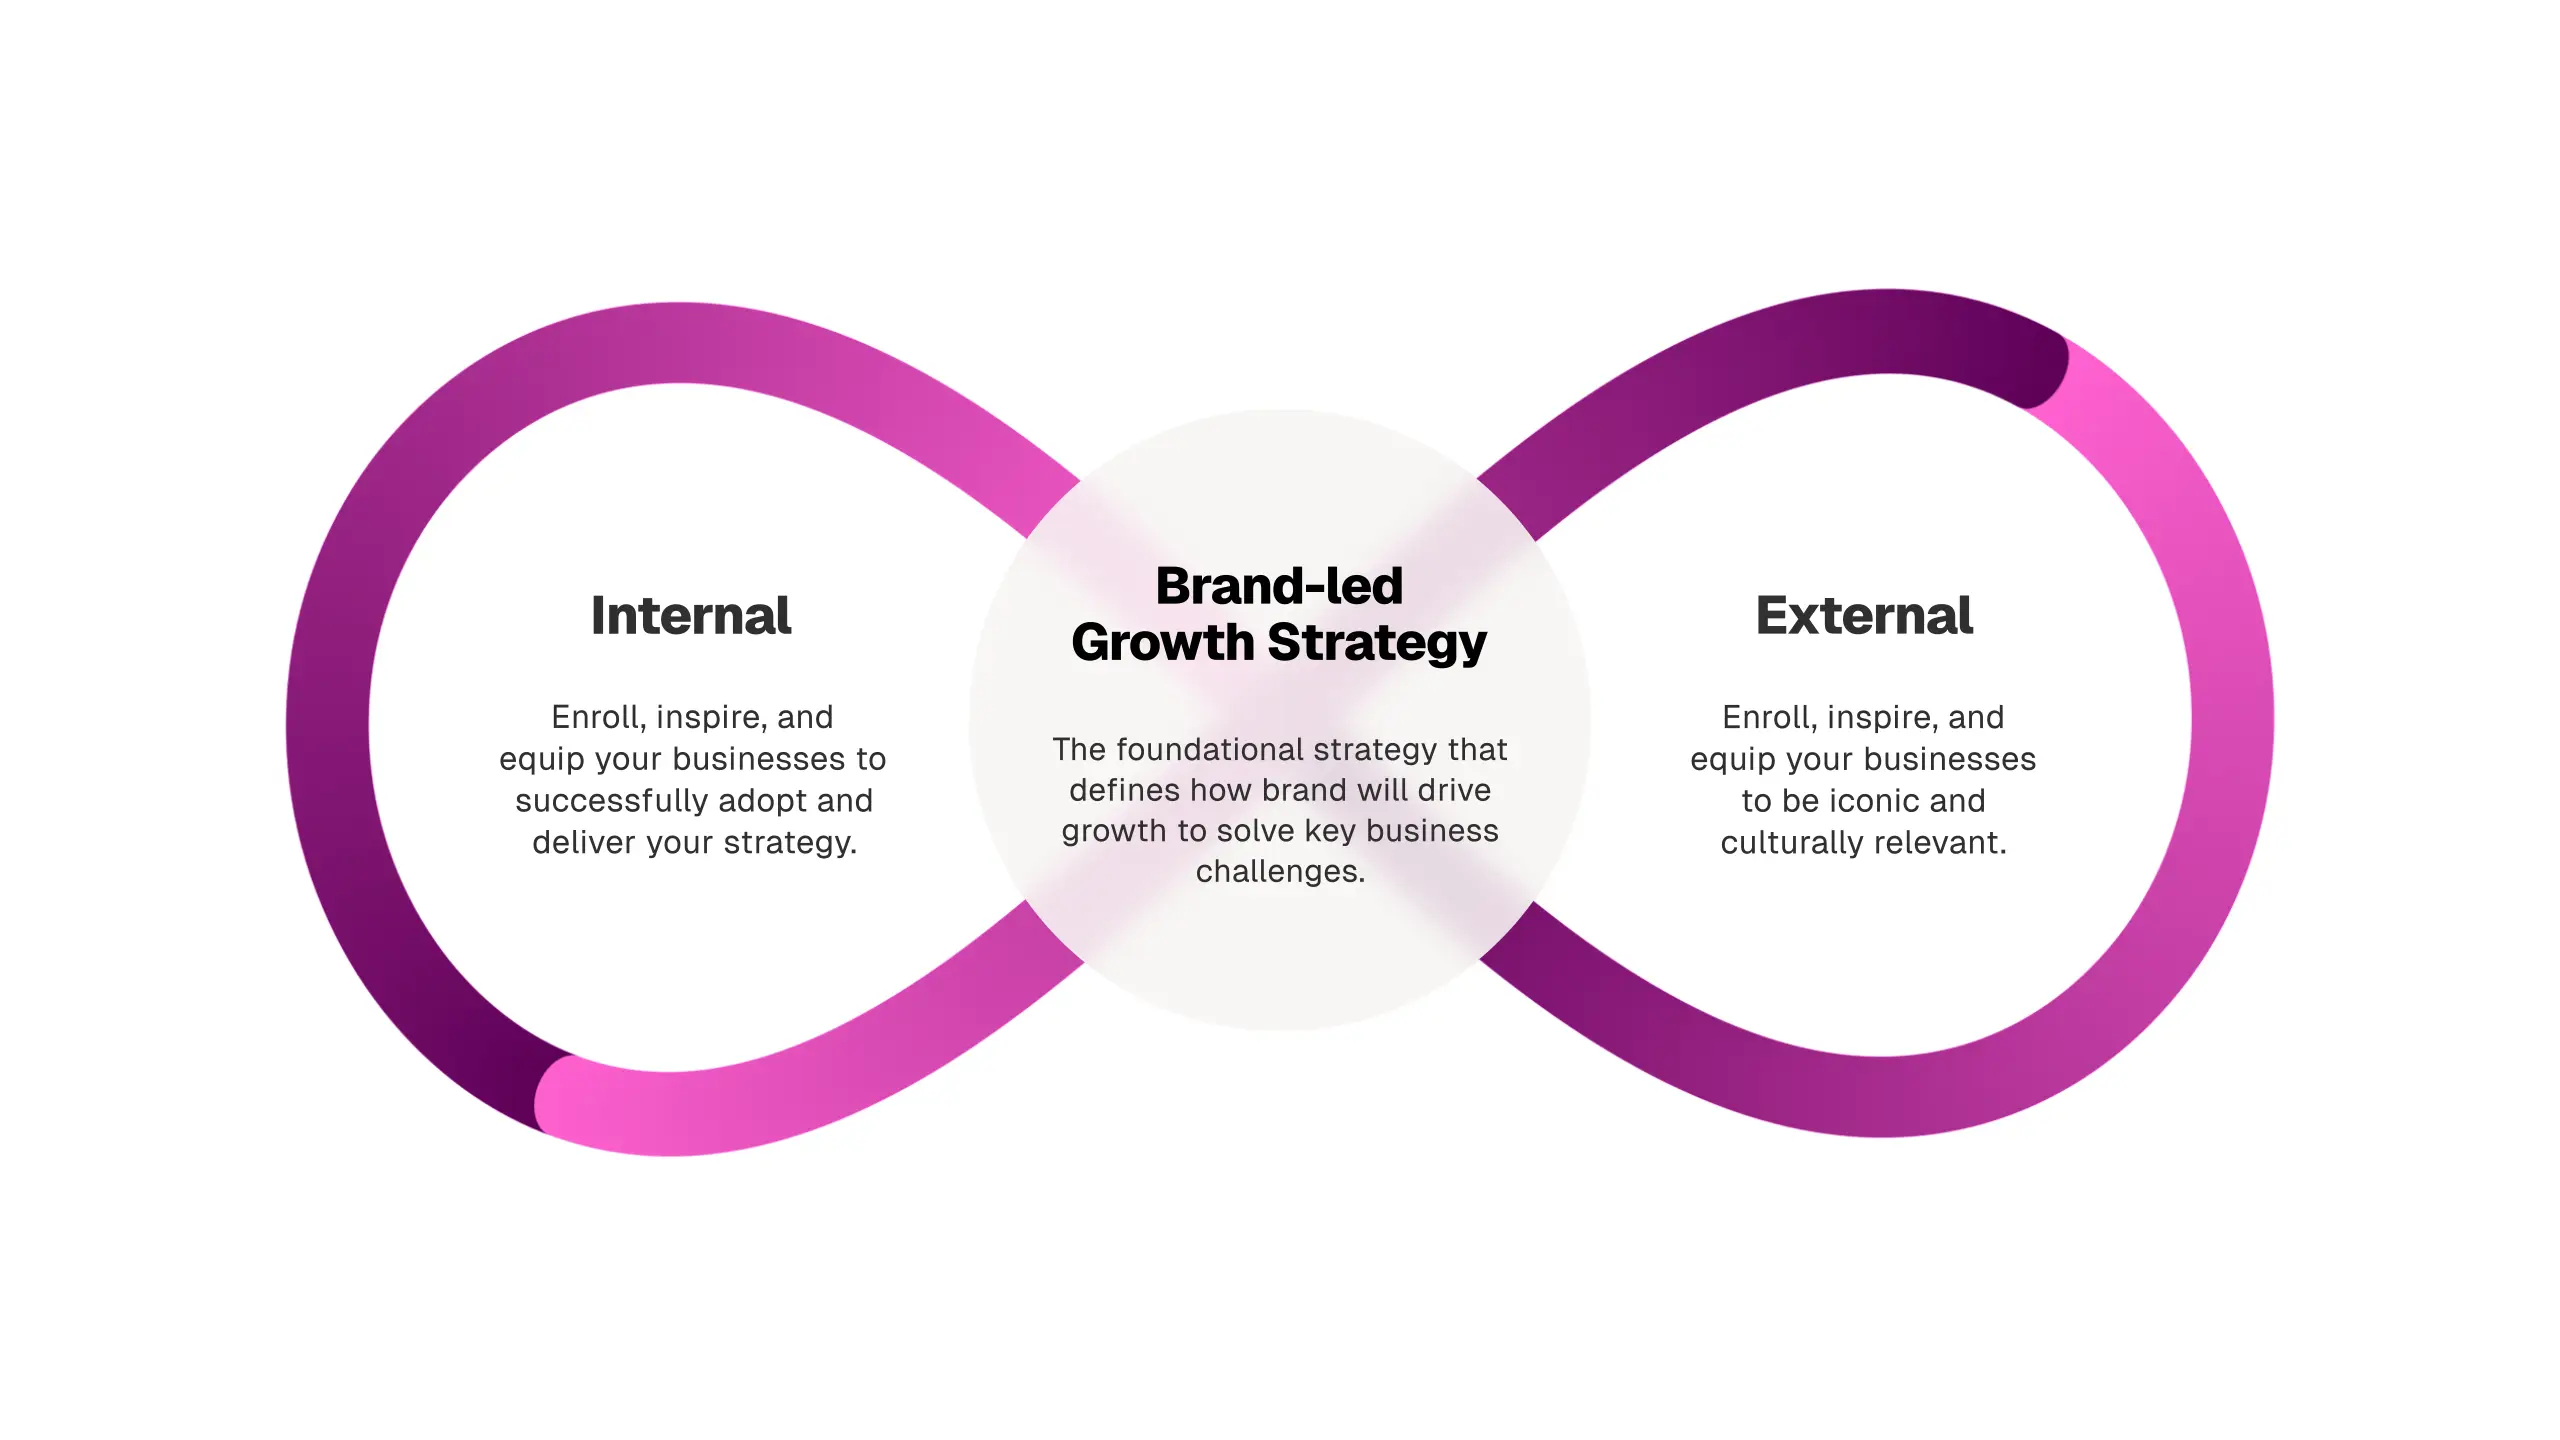 Internal
Enroll, inspire, and
equip your businesses to
successfully adopt and
deliver your strategy.
Brand-led
Growth Strategy
The foundational strategy that
defines how brand will drive
growth to solve key business
challenges.
External
Enroll, inspire, and
equip your businesses
to be iconic and
culturally relevant.